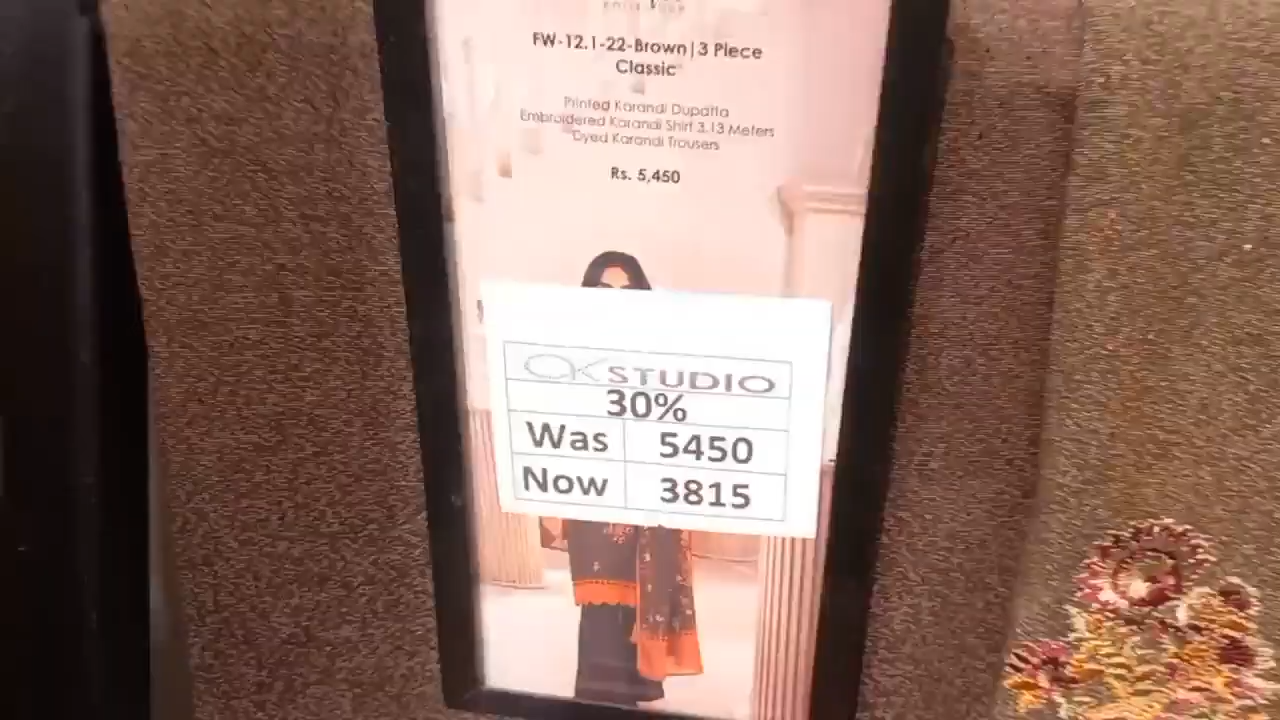 FW-12.1-22-Brown|3 Piece
Classic
Printed Karandi Dupatta
Embroidered Karandi Shirt 3.13 Meters
Dyed Karandi Trousers
Rs. 5,450
AK STUDIO
30%
Was 5450
Now 3815